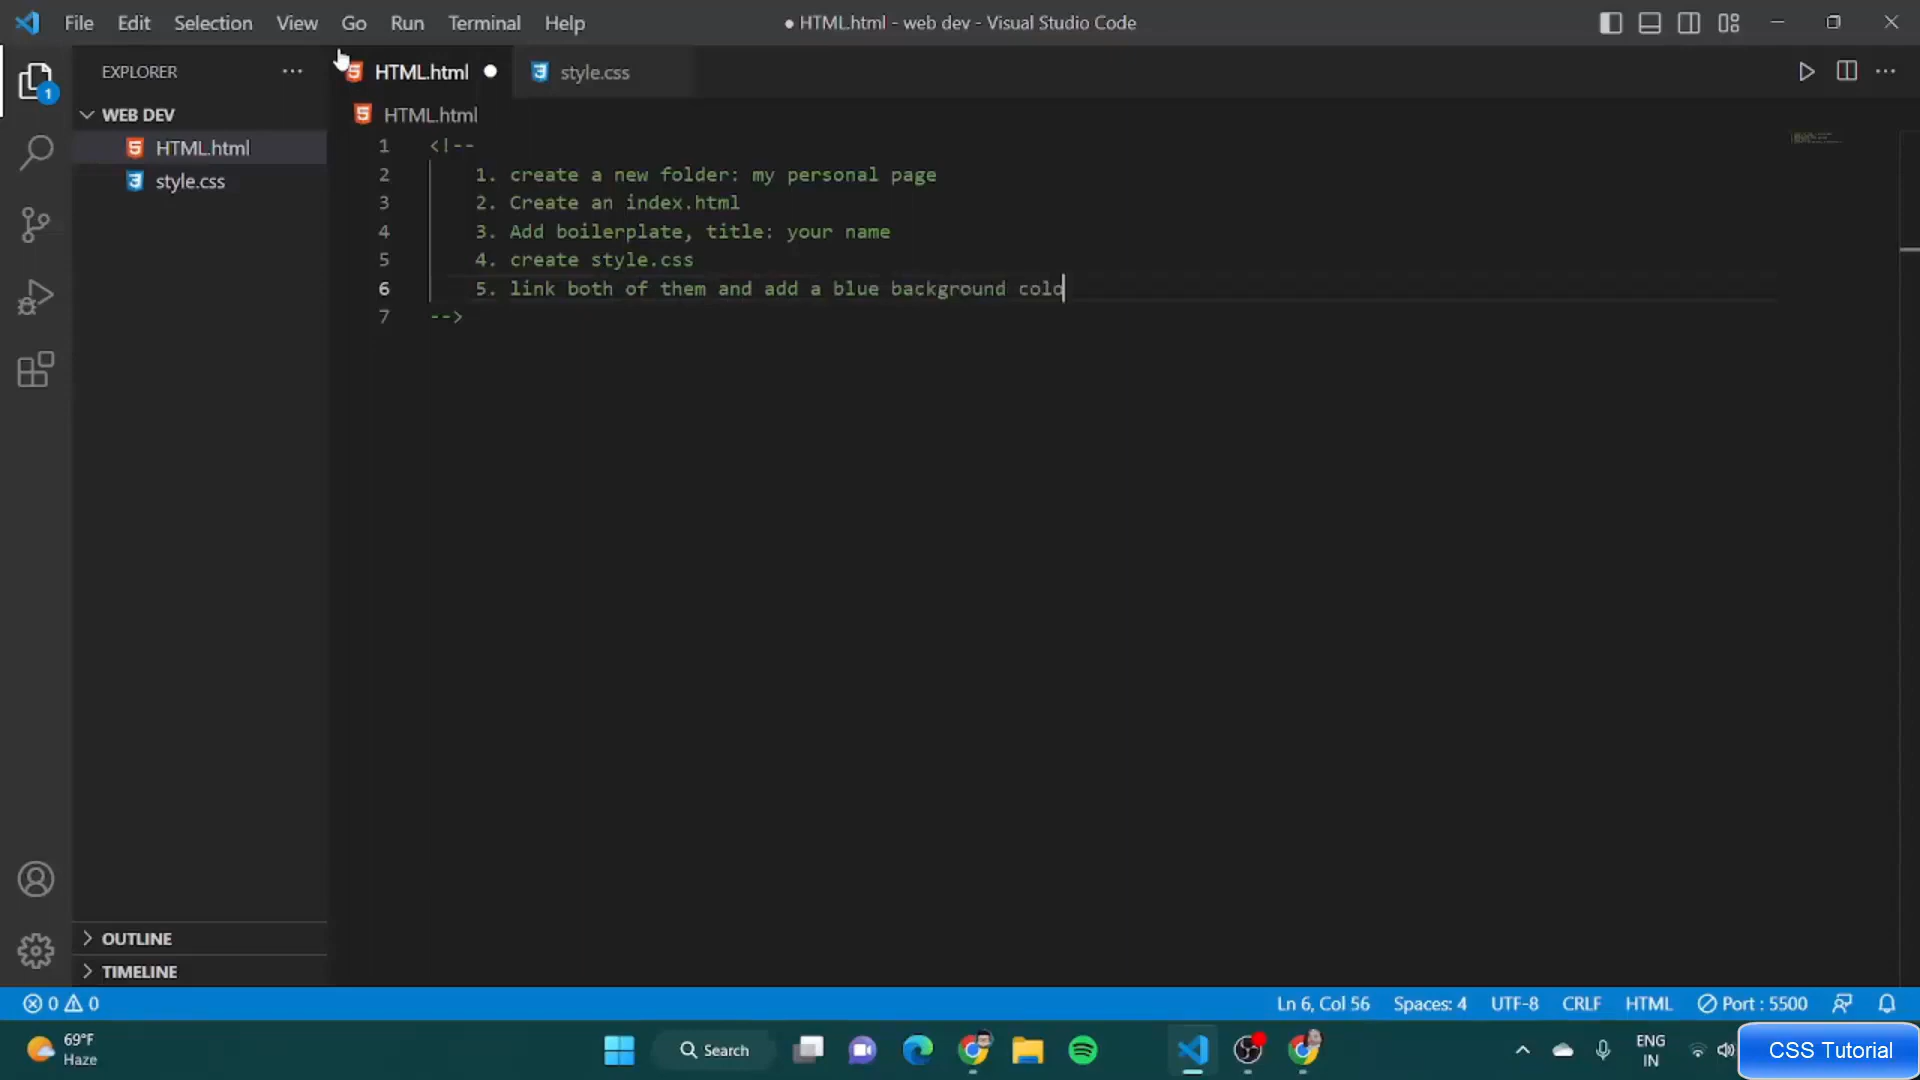 File Edit Selection View Go Run Terminal Help
● HTML.html - web dev - Visual Studio Code
EXPLORER
HTML.html
style.css
WEB DEV
HTML.html
style.css
HTML.html
1 <!--
2 1. create a new folder: my personal page
3 2. Create an index.html
4 3. Add boilerplate, title: your name
5 4. create style.css
6 5. link both of them and add a blue background colo
7 -->
1
OUTLINE
TIMELINE
0 0
Ln 6, Col 56 Spaces: 4 UTF-8 CRLF HTML Port : 5500
69°F
Haze
Search
ENG
IN
CSS Tutorial